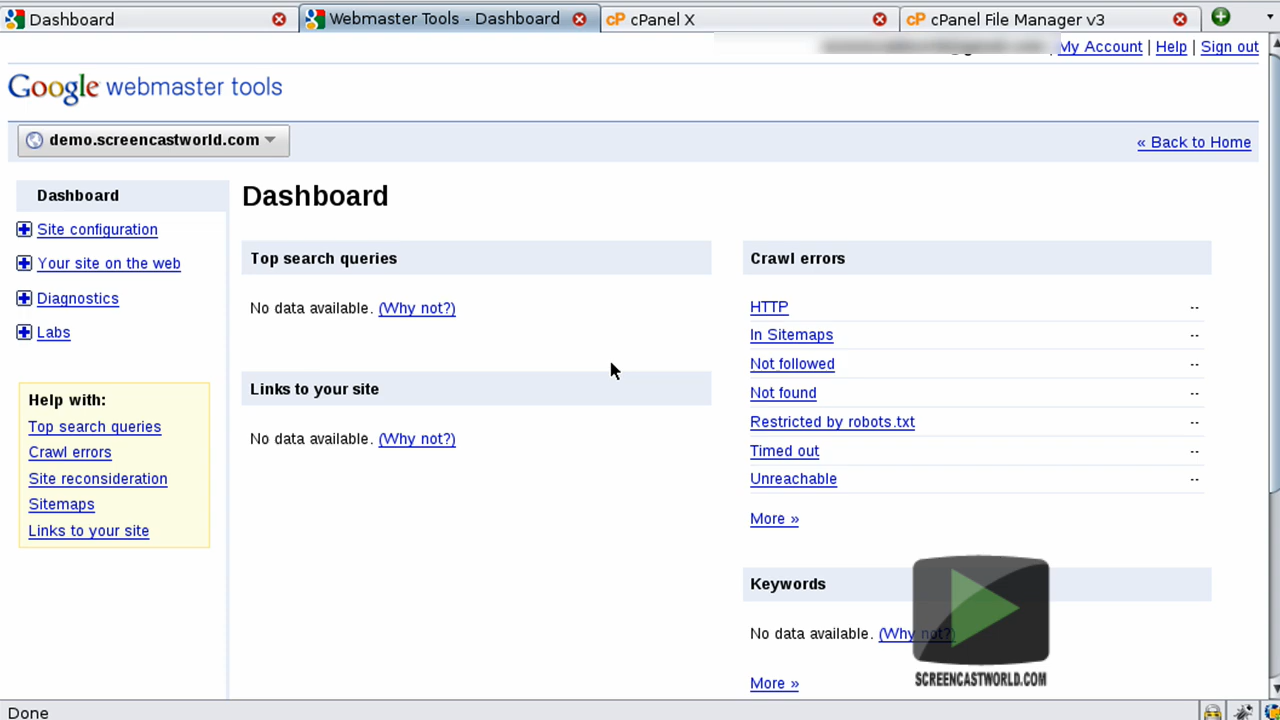 Dashboard
Webmaster Tools - Dashboard
cPanel X
cPanel File Manager v3
| My Account | Help | Sign out
Google webmaster tools
demo.screencastworld.com
« Back to Home
Dashboard
Site configuration
Your site on the web
Diagnostics
Labs
Help with:
Top search queries
Crawl errors
Site reconsideration
Sitemaps
Links to your site
Dashboard
Top search queries
No data available. (Why not?)
Links to your site
No data available. (Why not?)
Crawl errors
HTTP --
In Sitemaps --
Not followed --
Not found --
Restricted by robots.txt --
Timed out --
Unreachable --
More »
Keywords
No data available. (Why not?)
More »
SCREENCASTWORLD.COM
Done